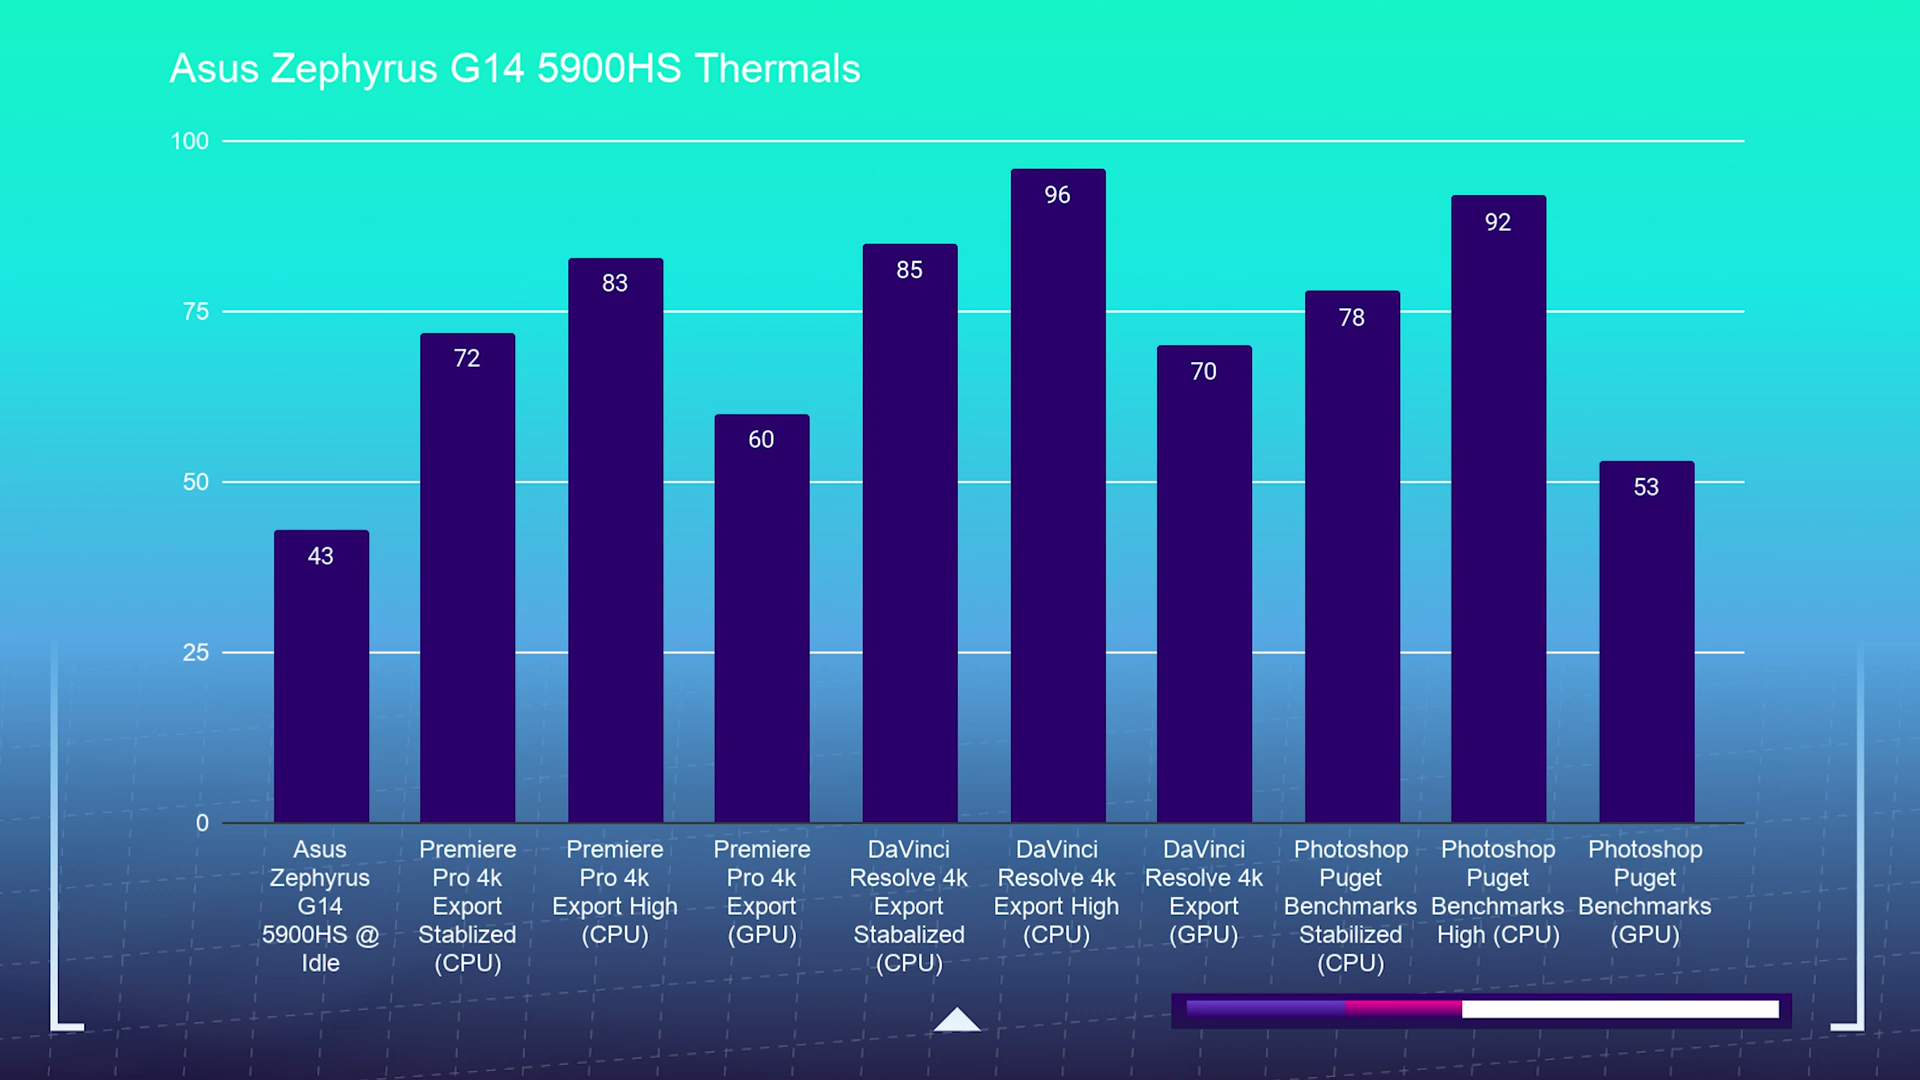 Asus Zephyrus G14 5900HS Thermals
100
75
50
25
0
43
72
83
60
85
96
70
78
92
53
Asus
Zephyrus
G14
5900HS @
Idle
Premiere
Pro 4k
Export
Stablized
(CPU)
Premiere
Pro 4k
Export High
(CPU)
Premiere
Pro 4k
Export
(GPU)
DaVinci
Resolve 4k
Export
Stabalized
(CPU)
DaVinci
Resolve 4k
Export High
(CPU)
DaVinci
Resolve 4k
Export
(GPU)
Photoshop
Puget
Benchmarks
Stabilized
(CPU)
Photoshop
Puget
Benchmarks
High (CPU)
Photoshop
Puget
Benchmarks
(GPU)